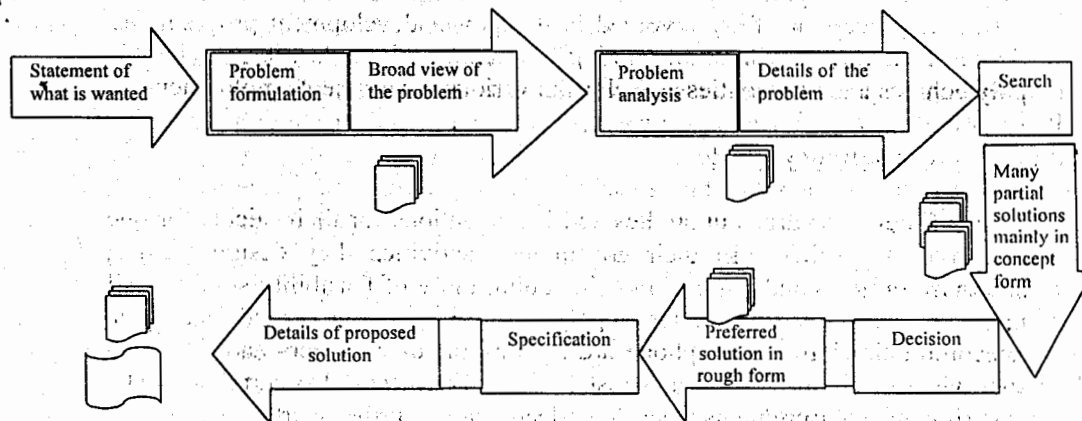 Statement of
what is wanted
Problem
formulation
Broad view of
the problem
Problem
analysis
Details of the
problem
Search
Many
partial
solutions
mainly in
concept
form
Decision
Preferred
solution in
rough form
Specification
Details of proposed
solution